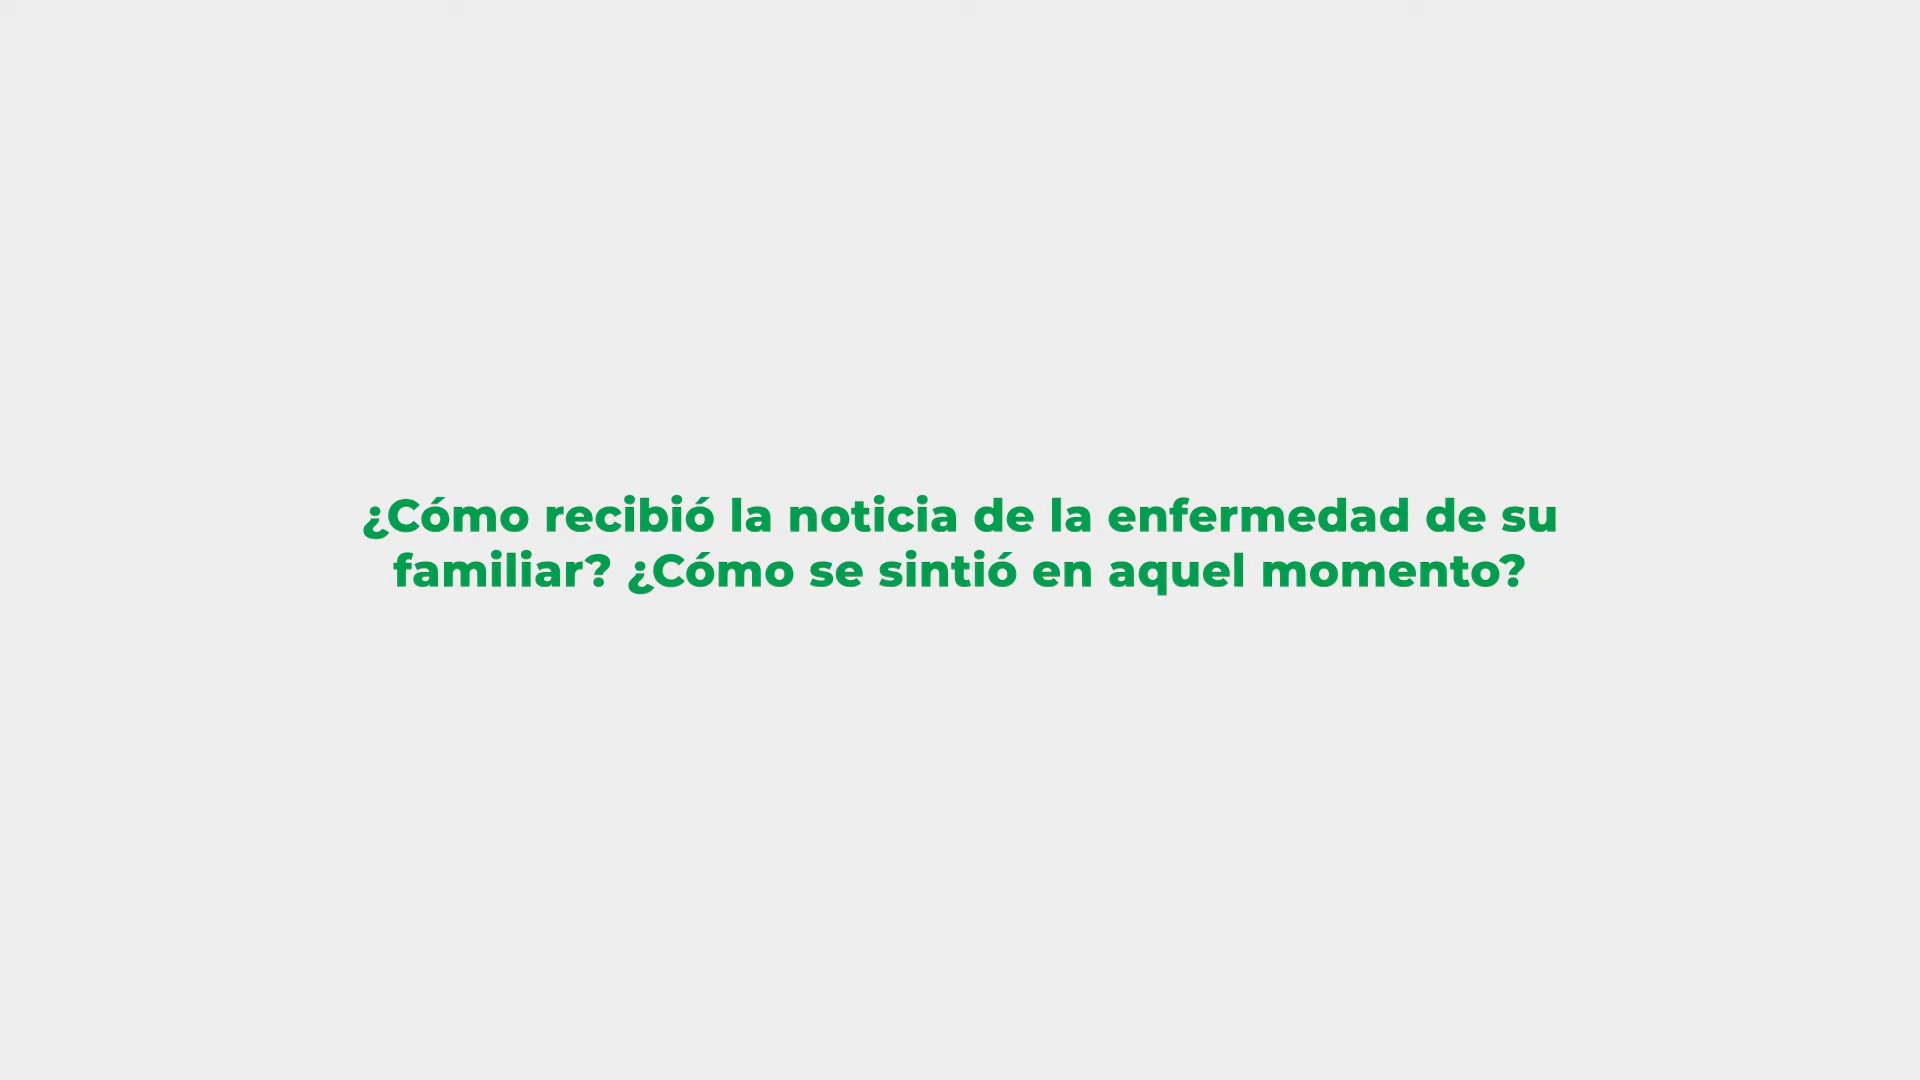 ¿Cómo recibió la noticia de la enfermedad de su
familiar? ¿Cómo se sintió en aquel momento?